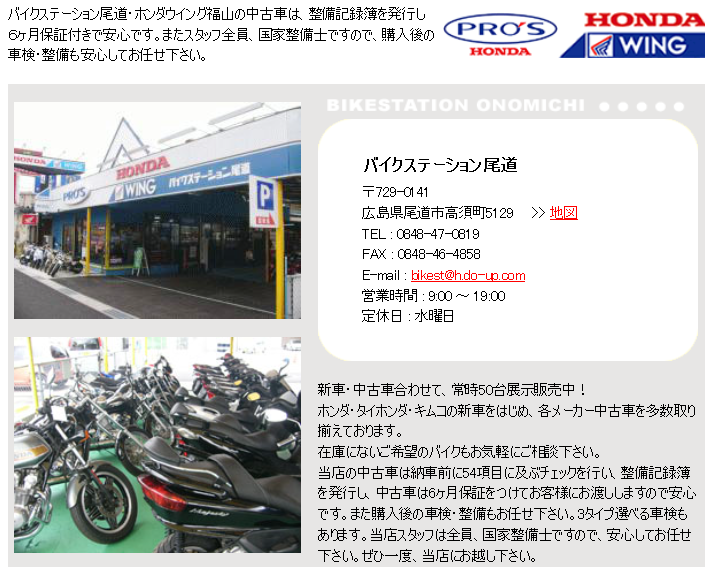 バイクステーション尾道・ホンダウイング福山の中古車は、整備記録簿を発行し
6ヶ月保証付きで安心です。またスタッフ全員、国家整備士ですので、購入後の
車検・整備も安心してお任せ下さい。
PRO'S
HONDA
HONDA
WING
BIKESTATION ONOMICHI
HONDA
WING
PRO'S
HONDA
WING
バイクステーション尾道
P
バイクステーション尾道
〒729-0141
広島県尾道市高須町5129 >> 地図
TEL : 0848-47-0819
FAX : 0848-46-4858
E-mail : bikest@h.do-up.com
営業時間 : 9:00 ～ 19:00
定休日 : 水曜日
Majesty
新車・中古車合わせて、常時50台展示販売中！
ホンダ・タイホンダ・キムコの新車をはじめ、各メーカー中古車を多数取り
揃えております。
在庫にないご希望のバイクもお気軽にご相談下さい。
当店の中古車は納車前に54項目に及ぶチェックを行い、整備記録簿
を発行し、中古車は6ヶ月保証をつけてお客様にお渡ししますので安心
です。また購入後の車検・整備もお任せ下さい。3タイプ選べる車検も
あります。当店スタッフは全員、国家整備士ですので、安心してお任せ
下さい。ぜひ一度、当店にお越し下さい。